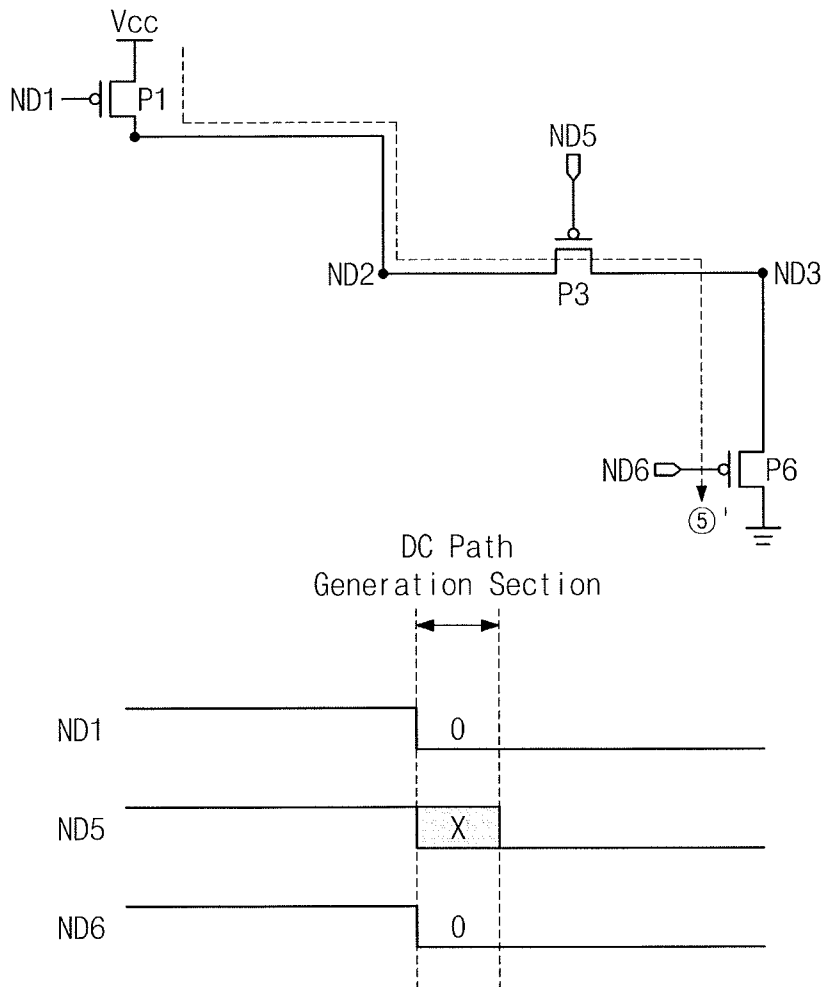 Vcc
ND1
P1
ND5
ND2
P3
ND3
ND6
P6
⑤'
DC Path
Generation Section
ND1
0
ND5
X
ND6
0